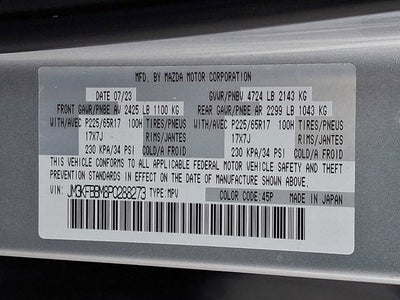 MFD. BY MAZDA MOTOR CORPORATION
DATE 07/23 GVWR/PNBV 4724 LB 2143 KG
FRONT GAWR/PNBE AV 2425 LB 1100 KG REAR GAWR/PNBE AR 2299 LB 1043 KG
WITH/AVEC P225/65R17 100H TIRES/PNEUS WITH/AVEC P225/65R17 100H TIRES/PNEUS
17X7J RIMS/JANTES 17X7J RIMS/JANTES
230 KPA/34 PSI COLD/A FROID 230 KPA/34 PSI COLD/A FROID
THIS VEHICLE CONFORMS TO ALL APPLICABLE FEDERAL MOTOR VEHICLE SAFETY AND THEFT
PREVENTION STANDARDS IN EFFECT ON THE DATE OF MANUFACTURE SHOWN ABOVE.
VIN: JM3KFBBM8P0288273 TYPE: MPV COLOR CODE: 45P MADE IN JAPAN